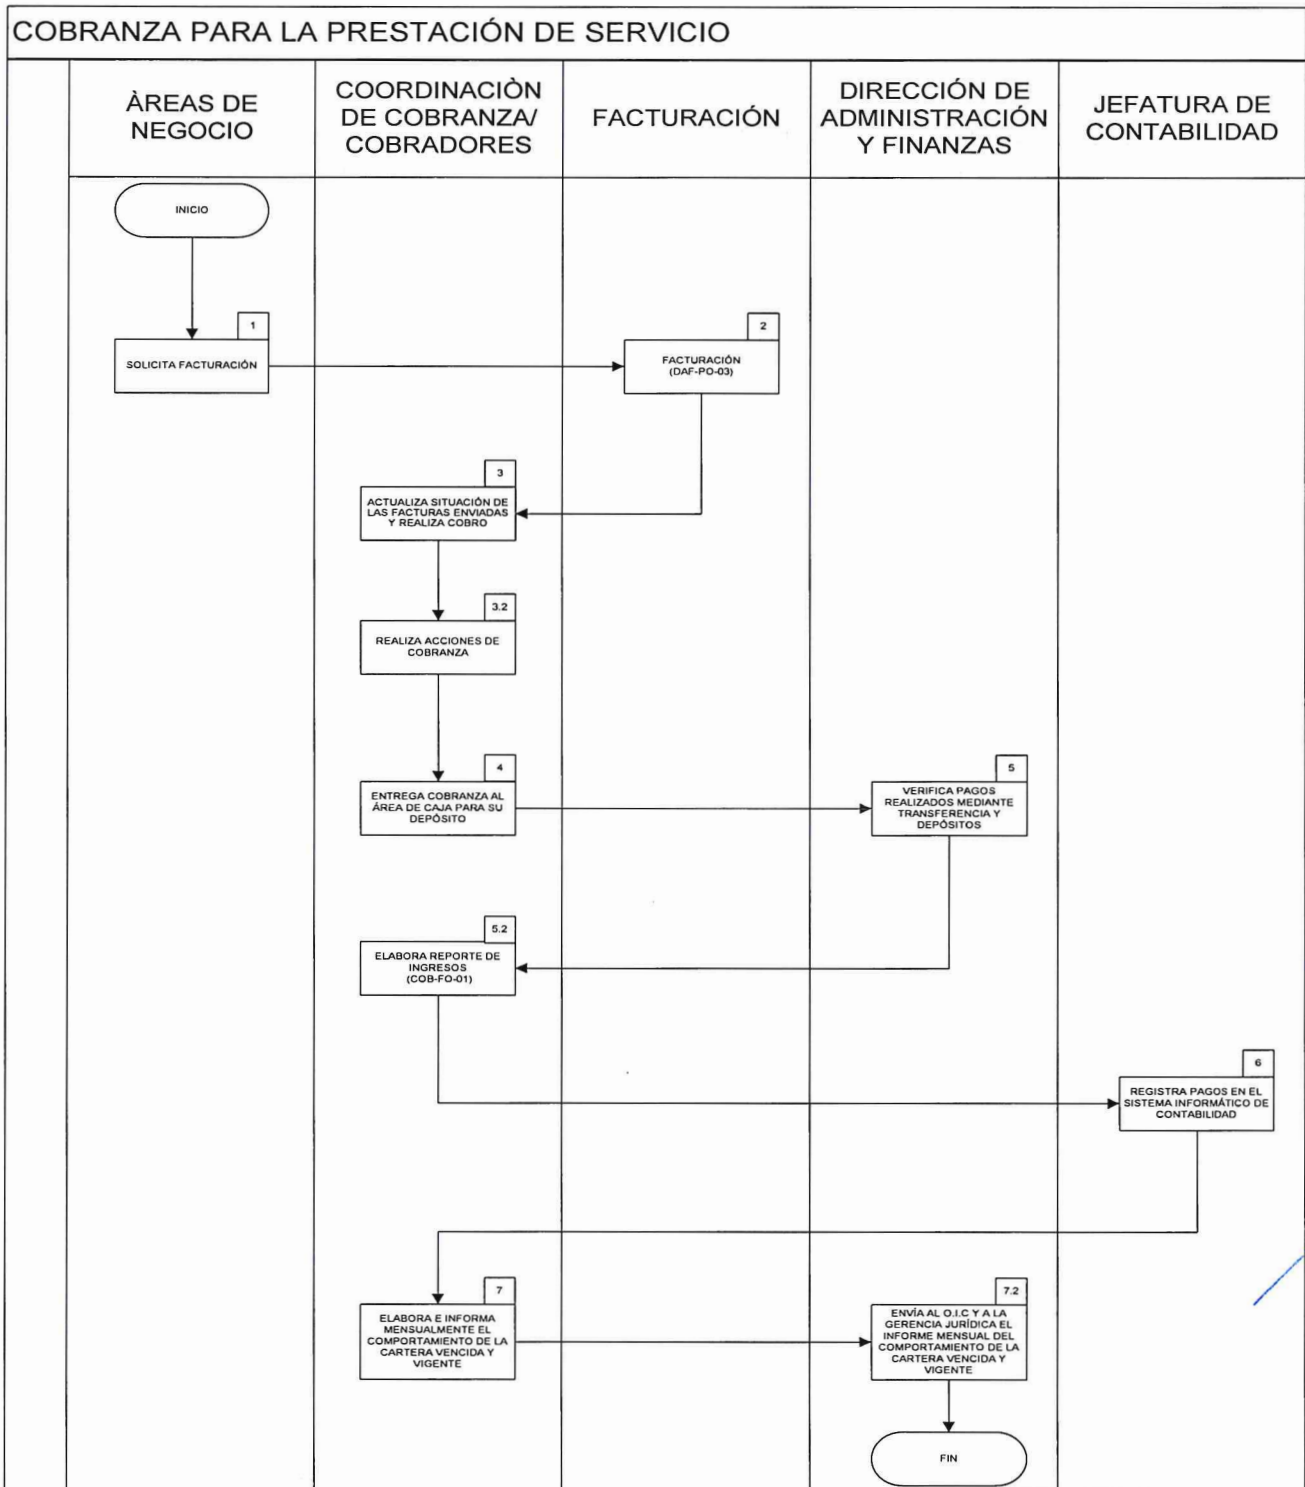 COBRANZA PARA LA PRESTACIÓN DE SERVICIO
ÀREAS DE
NEGOCIO
COORDINACIÒN
DE COBRANZA/
COBRADORES
FACTURACIÓN
DIRECCIÓN DE
ADMINISTRACIÓN
Y FINANZAS
JEFATURA DE
CONTABILIDAD
INICIO
1
SOLICITA FACTURACIÓN
2
FACTURACIÓN
(DAF-PO-03)
3
ACTUALIZA SITUACIÓN DE
LAS FACTURAS ENVIADAS
Y REALIZA COBRO
3.2
REALIZA ACCIONES DE
COBRANZA
4
ENTREGA COBRANZA AL
ÁREA DE CAJA PARA SU
DEPÓSITO
5
VERIFICA PAGOS
REALIZADOS MEDIANTE
TRANSFERENCIA Y
DEPÓSITOS
5.2
ELABORA REPORTE DE
INGRESOS
(COB-FO-01)
6
REGISTRA PAGOS EN EL
SISTEMA INFORMÁTICO DE
CONTABILIDAD
7
ELABORA E INFORMA
MENSUALMENTE EL
COMPORTAMIENTO DE LA
CARTERA VENCIDA Y
VIGENTE
7.2
ENVÍA AL O.I.C Y A LA
GERENCIA JURÍDICA EL
INFORME MENSUAL DEL
COMPORTAMIENTO DE LA
CARTERA VENCIDA Y
VIGENTE
FIN